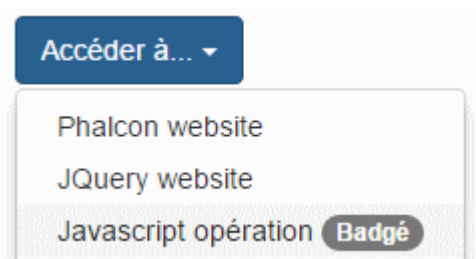 Accéder à...
Phalcon website
JQuery website
Javascript opération Badgé